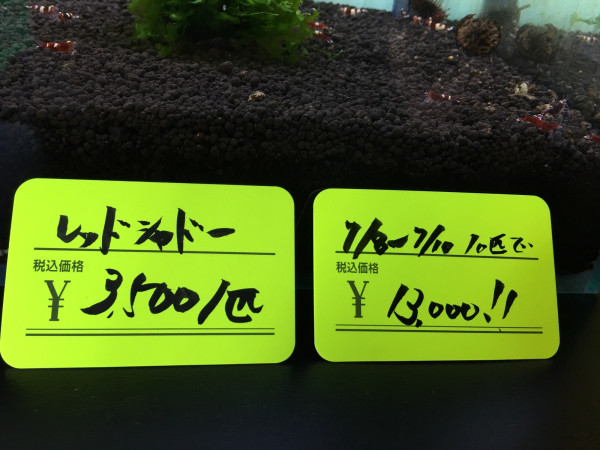 レッドシャドー
税込価格
¥ 3,500/匹
7/8〜7/10 10匹で
税込価格
¥ 13,000!!